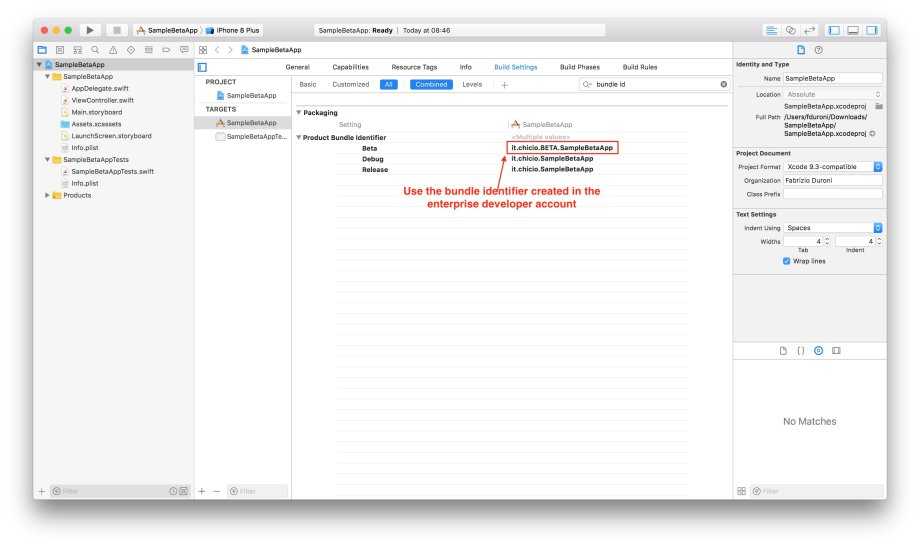 SampleBetaApp
iPhone 8 Plus
SampleBetaApp: Ready | Today at 08:46
SampleBetaApp
SampleBetaApp
SampleBetaApp
AppDelegate.swift
ViewController.swift
Main.storyboard
Assets.xcassets
LaunchScreen.storyboard
Info.plist
SampleBetaAppTests
SampleBetaAppTests.swift
Info.plist
Products
Filter
PROJECT
SampleBetaApp
TARGETS
SampleBetaApp
SampleBetaAppTe...
Filter
General Capabilities Resource Tags Info Build Settings Build Phases Build Rules
Basic Customized All Combined Levels +
bundle id
Packaging
Setting SampleBetaApp
Product Bundle Identifier <Multiple values>
Beta it.chicio.BETA.SampleBetaApp
Debug it.chicio.SampleBetaApp
Release it.chicio.SampleBetaApp
Use the bundle identifier created in the
enterprise developer account
Identity and Type
Name SampleBetaApp
Location Absolute
SampleBetaApp.xcodeproj
Full Path /Users/fduroni/Downloads/
SampleBetaApp/
SampleBetaApp.xcodeproj
Project Document
Project Format Xcode 9.3-compatible
Organization Fabrizio Duroni
Class Prefix
Text Settings
Indent Using Spaces
Widths 4 4
Tab Indent
Wrap lines
No Matches
Filter